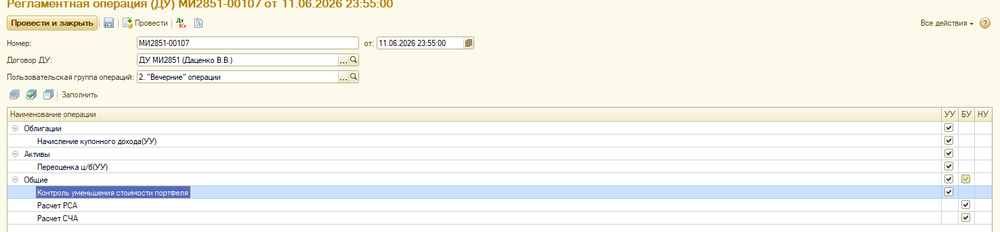 Регламентная операция (ДУ) МИ2851-00107 от 11.06.2026 23:55:00
Провести и закрыть Провести Дт Кт Все действия ?
Номер: МИ2851-00107 от: 11.06.2026 23:55:00
Договор ДУ: ДУ МИ2851 (Даценко В.В.) ...
Пользовательская группа операций: 2. "Вечерние" операции ...
Заполнить
Наименование операции УУ БУ НУ
Облигации
Начисление купонного дохода(УУ)
Активы
Переоценка ц/б(УУ)
Общие
Контроль уменьшения стоимости портфеля
Расчет РСА
Расчет СЧА